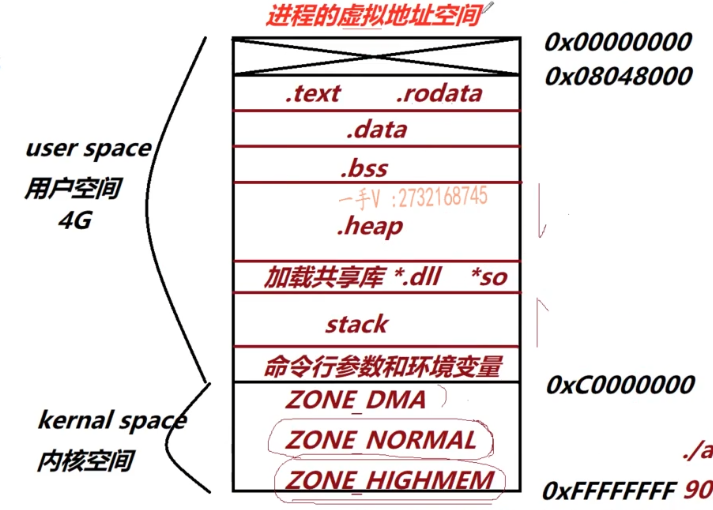 进程的虚拟地址空间
0x00000000
0x08048000
.text .rodata
.data
.bss
user space
用户空间
4G
一手V :2732168745
.heap
加载共享库 *.dll *so
stack
命令行参数和环境变量
0xC0000000
ZONE_DMA
kernal space
内核空间
ZONE_NORMAL
./a
ZONE_HIGHMEM
0xFFFFFFFF 90